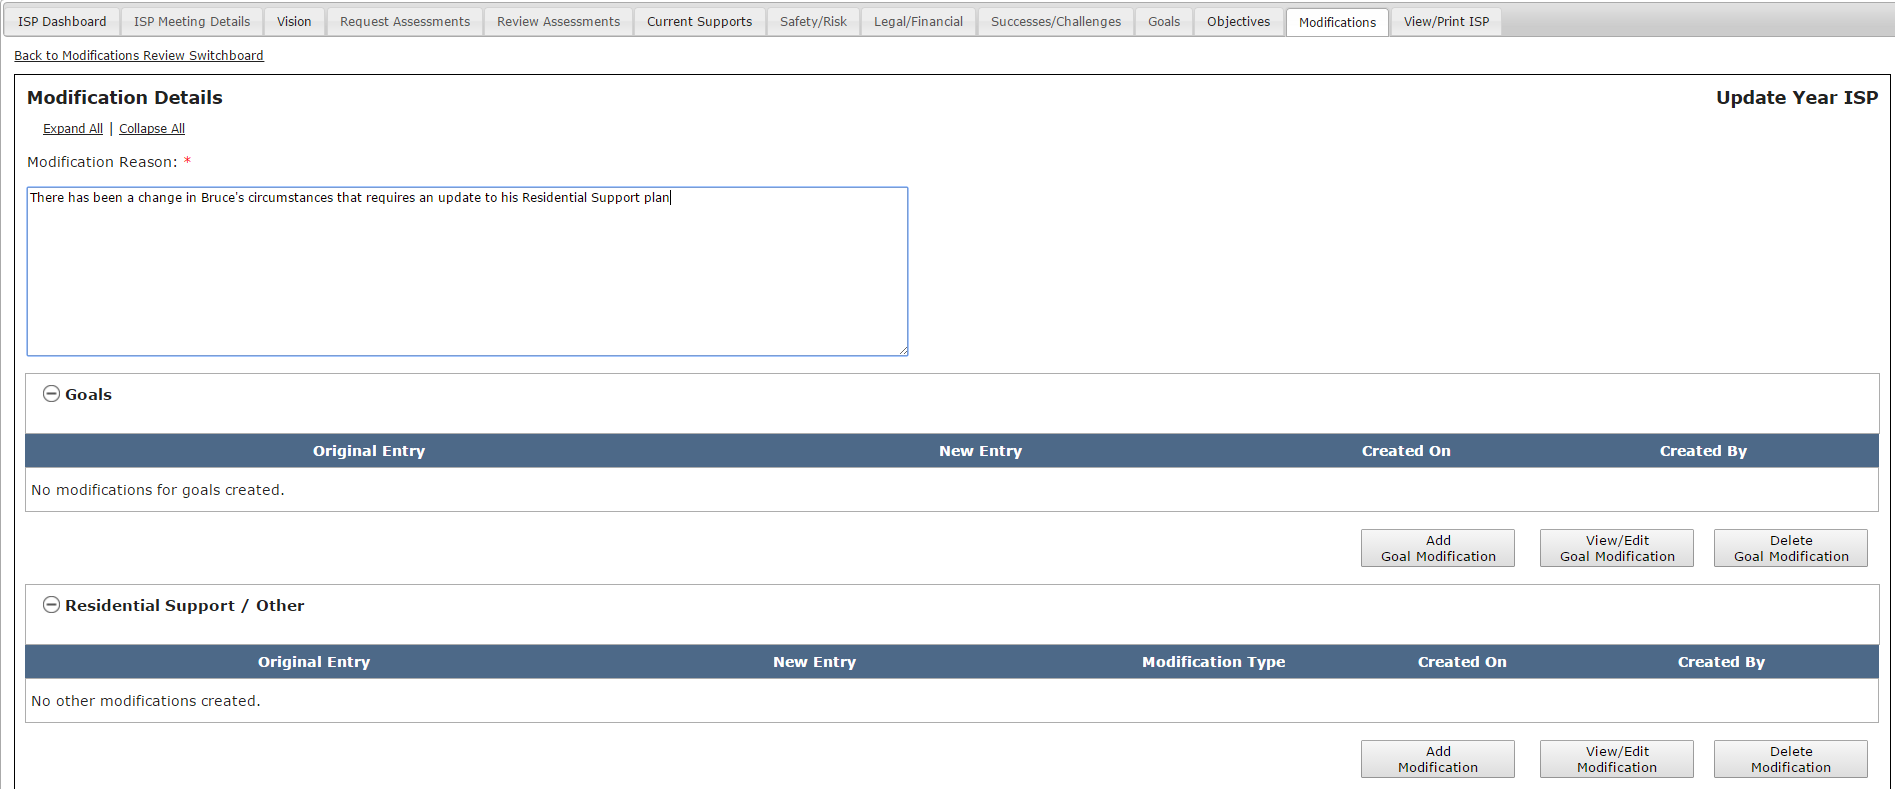 ISP Dashboard ISP Meeting Details Vision Request Assessments Review Assessments Current Supports Safety/Risk Legal/Financial Successes/Challenges Goals Objectives Modifications View/Print ISP
Back to Modifications Review Switchboard
Modification Details Update Year ISP
Expand All | Collapse All
Modification Reason: *
There has been a change in Bruce's circumstances that requires an update to his Residential Support plan
Goals
Original Entry New Entry Created On Created By
No modifications for goals created.
Add View/Edit Delete
Goal Modification Goal Modification Goal Modification
Residential Support / Other
Original Entry New Entry Modification Type Created On Created By
No other modifications created.
Add View/Edit Delete
Modification Modification Modification